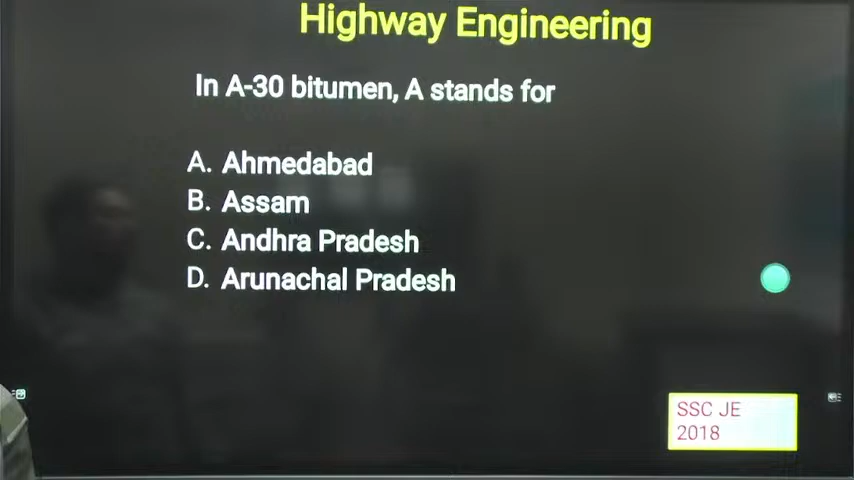 Highway Engineering
In A-30 bitumen, A stands for
A. Ahmedabad
B. Assam
C. Andhra Pradesh
D. Arunachal Pradesh
SSC JE
2018